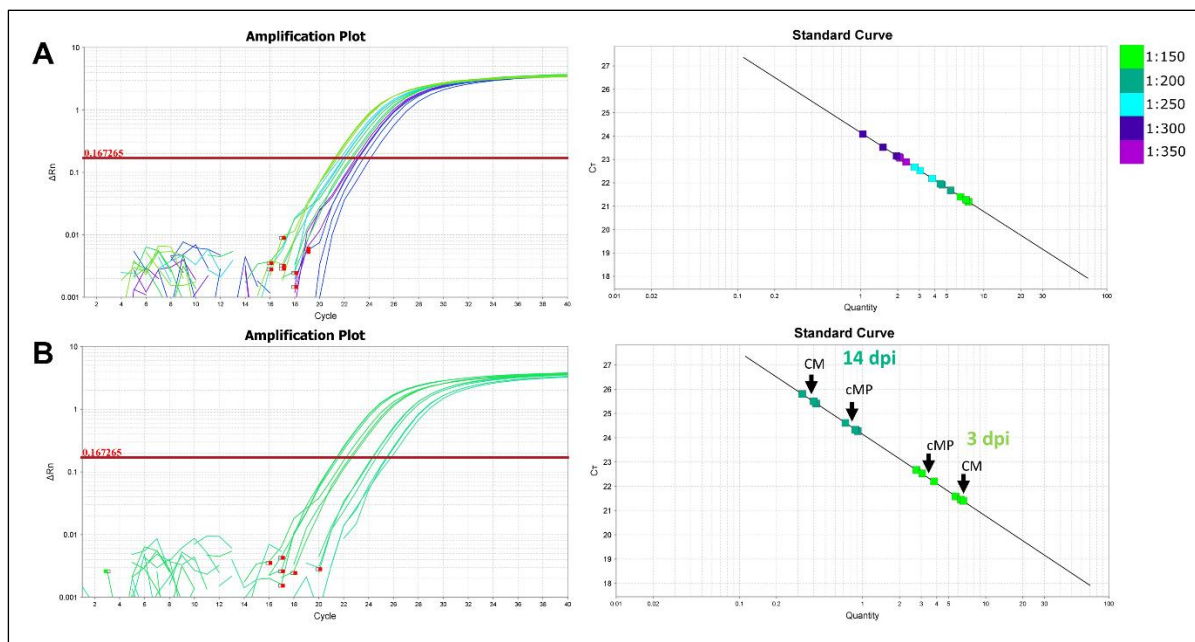 A
Amplification Plot
10
1
0.167265
0.1
0.01
0.001
ΔRn
2 4 6 8 10 12 14 16 18 20 22 24 26 28 30 32 34 36 38 40
Cycle
Standard Curve
27
26
25
24
23
22
21
20
19
18
CT
0.01 0.02 0.1 0.2 1 2 3 4 5 10 20 30 100
Quantity
1:150
1:200
1:250
1:300
1:350
B
Amplification Plot
10
1
0.167265
0.1
0.01
0.001
ΔRn
2 4 6 8 10 12 14 16 18 20 22 24 26 28 30 32 34 36 38 40
Cycle
Standard Curve
27
26
25
24
23
22
21
20
19
18
CT
CM
14 dpi
cMP
3 dpi
cMP
CM
0.01 0.02 0.1 0.2 1 2 3 4 5 10 20 30 100
Quantity